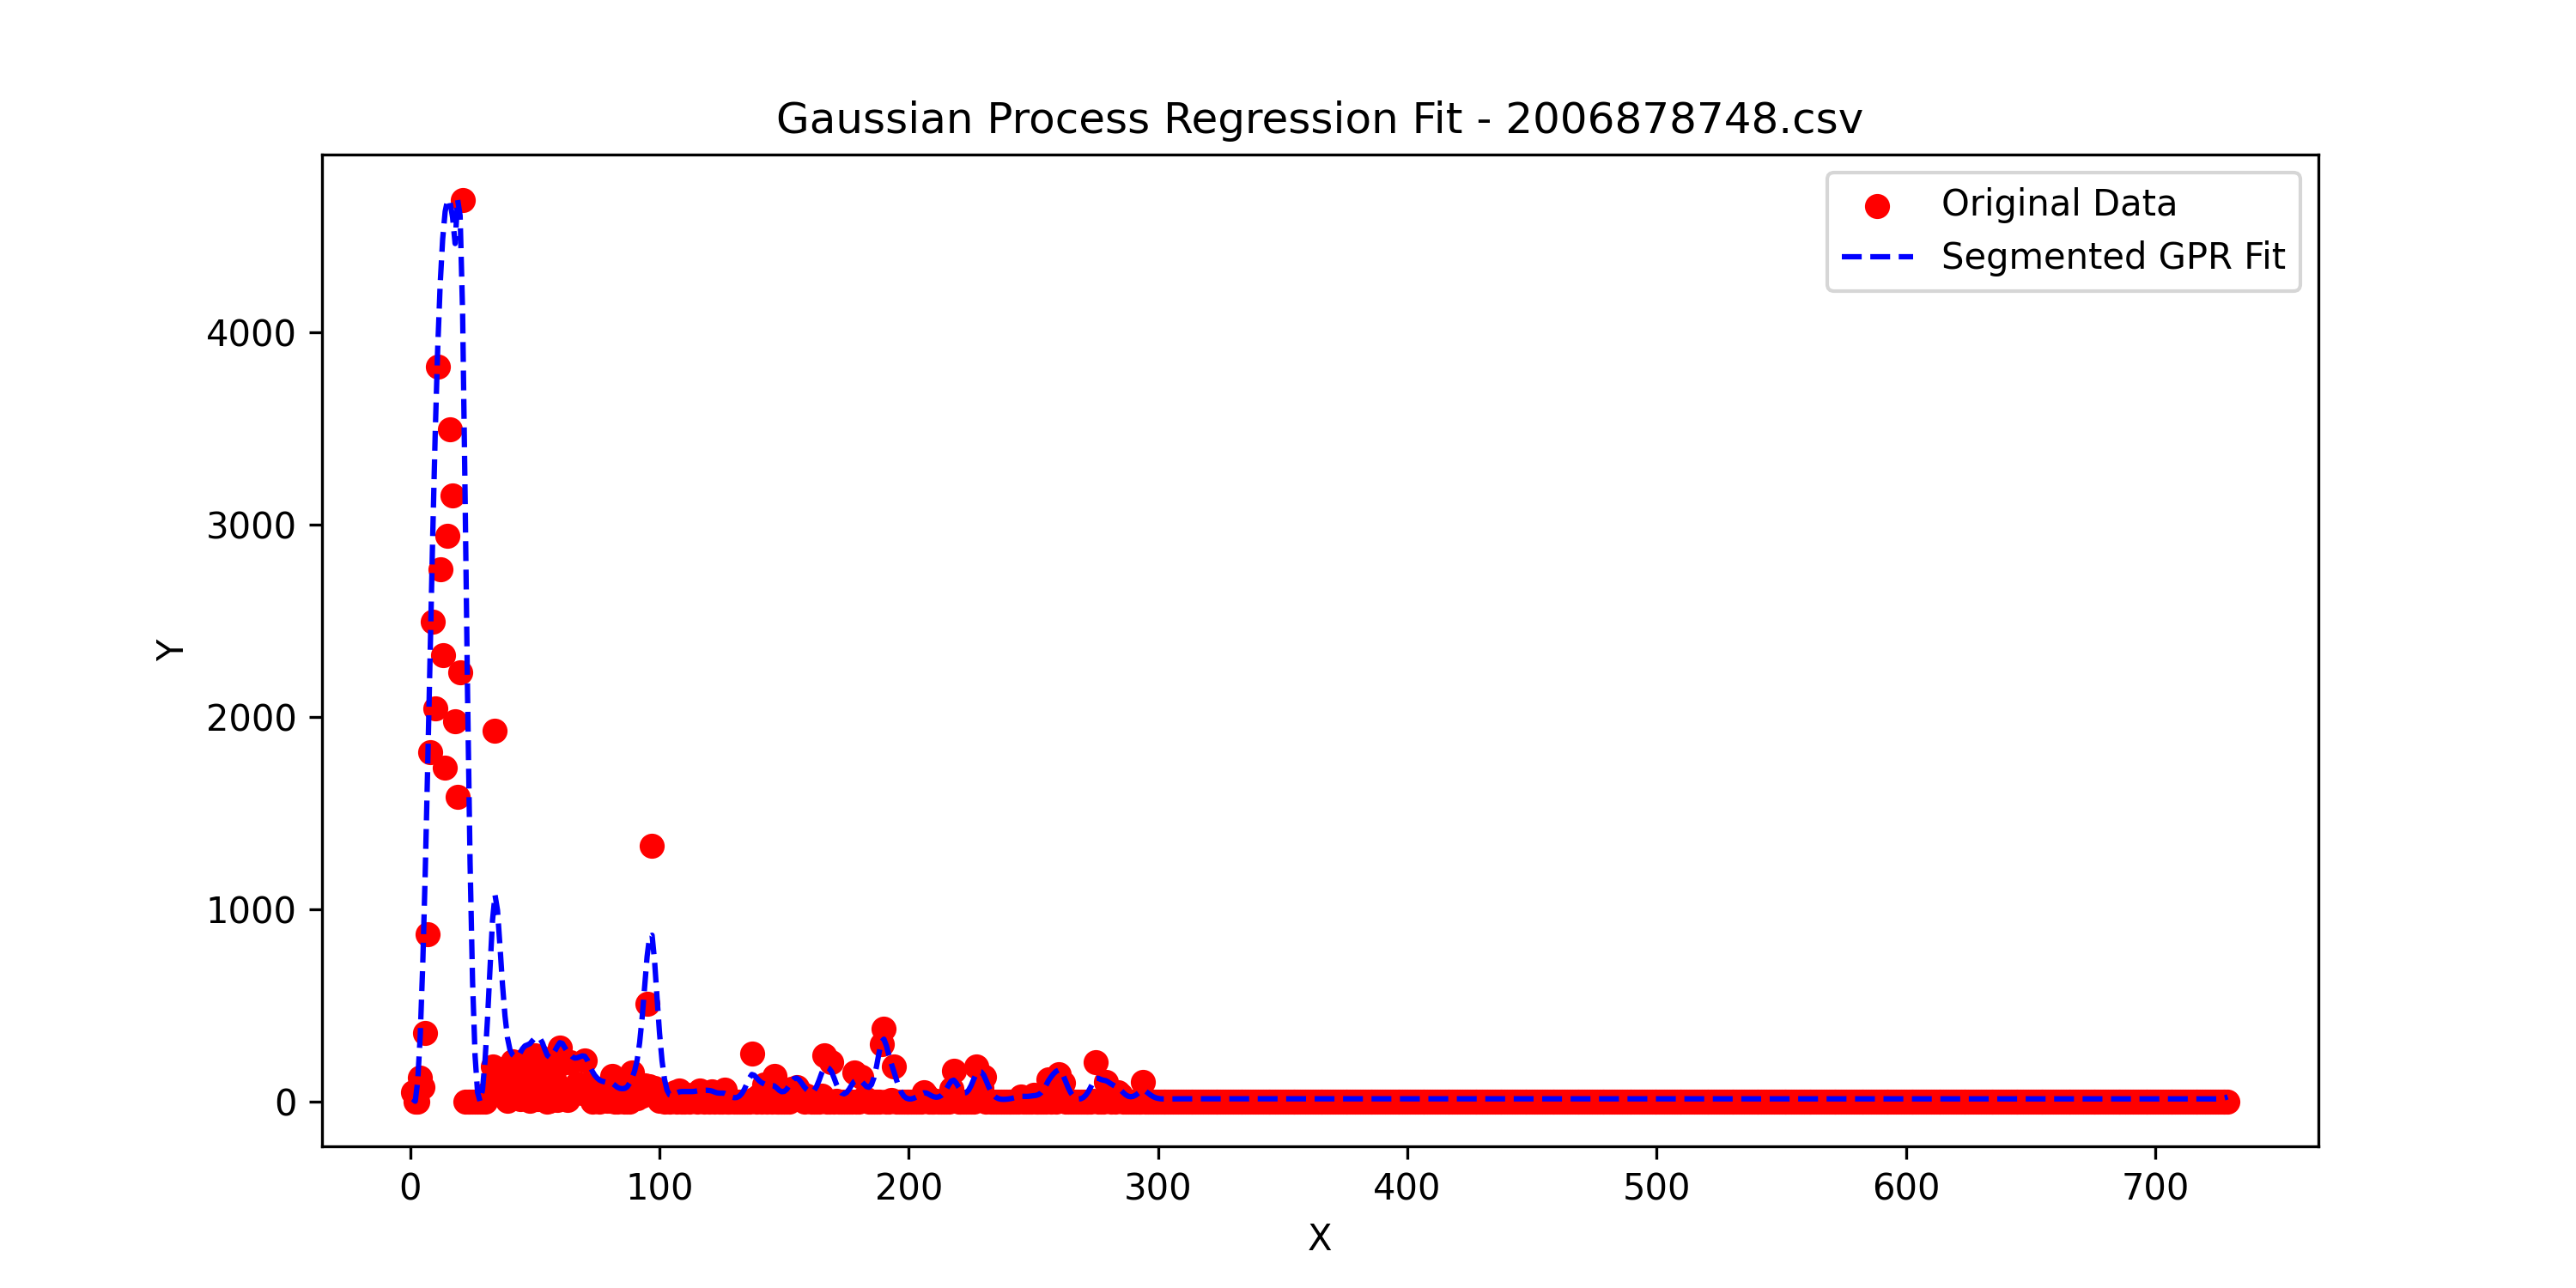 Gaussian Process Regression Fit - 2006878748.csv
Original Data
Segmented GPR Fit
4000
3000
2000
1000
0
Y
0 100 200 300 400 500 600 700
X